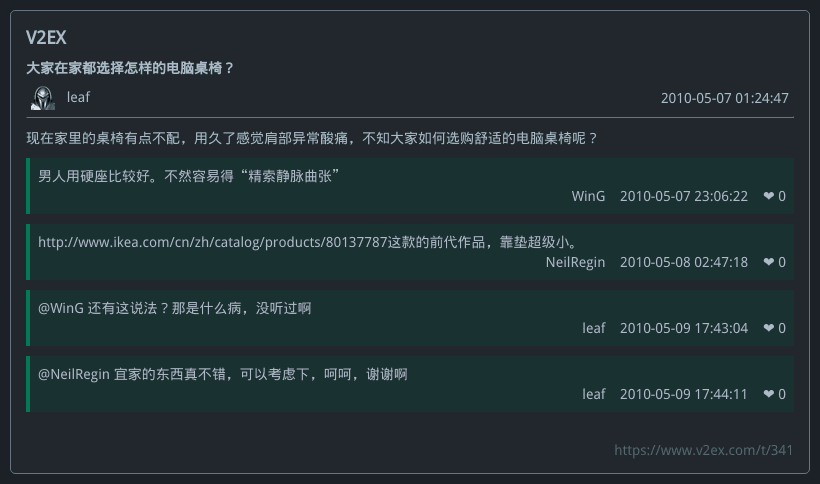 V2EX
大家在家都选择怎样的电脑桌椅？
leaf 2010-05-07 01:24:47
现在家里的桌椅有点不配，用久了感觉肩部异常酸痛，不知大家如何选购舒适的电脑桌椅呢？
男人用硬座比较好。不然容易得“精索静脉曲张”
WinG 2010-05-07 23:06:22 ❤ 0
http://www.ikea.com/cn/zh/catalog/products/80137787这款的前代作品，靠垫超级小。
NeilRegin 2010-05-08 02:47:18 ❤ 0
@WinG 还有这说法？那是什么病，没听过啊
leaf 2010-05-09 17:43:04 ❤ 0
@NeilRegin 宜家的东西真不错，可以考虑下，呵呵，谢谢啊
leaf 2010-05-09 17:44:11 ❤ 0
https://www.v2ex.com/t/341